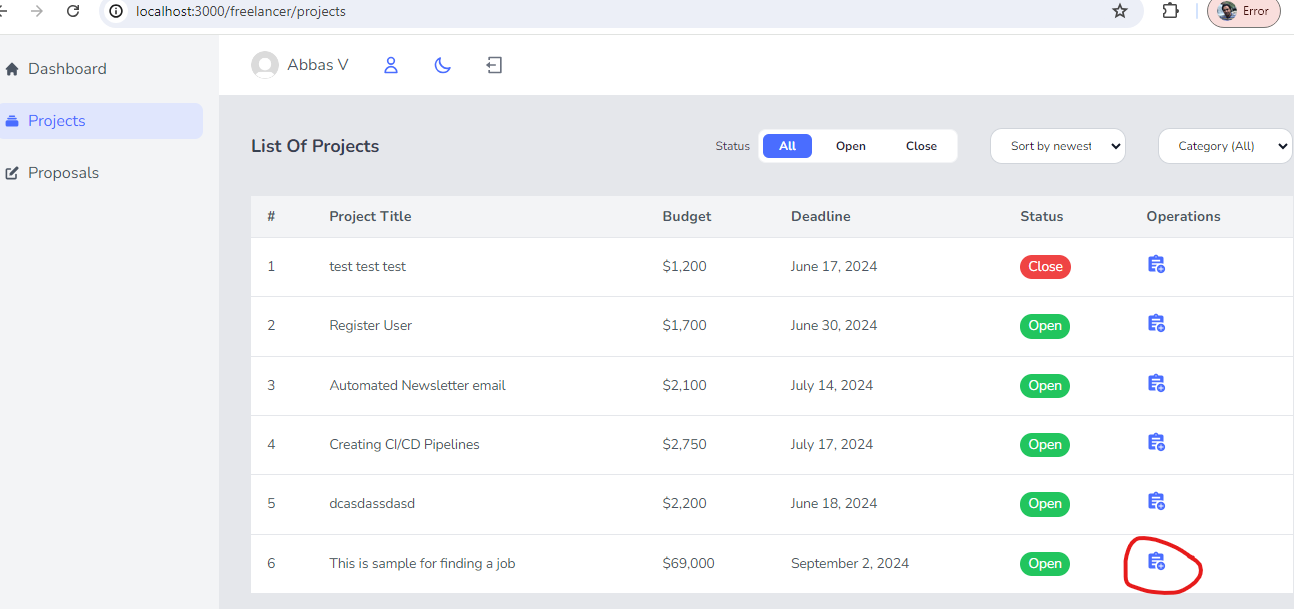 localhost:3000/freelancer/projects
Error
Dashboard
Abbas V
Projects
Proposals
List Of Projects
Status All Open Close Sort by newest Category (All)
# Project Title Budget Deadline Status Operations
1 test test test $1,200 June 17, 2024 Close
2 Register User $1,700 June 30, 2024 Open
3 Automated Newsletter email $2,100 July 14, 2024 Open
4 Creating CI/CD Pipelines $2,750 July 17, 2024 Open
5 dcasdassdasd $2,200 June 18, 2024 Open
6 This is sample for finding a job $69,000 September 2, 2024 Open